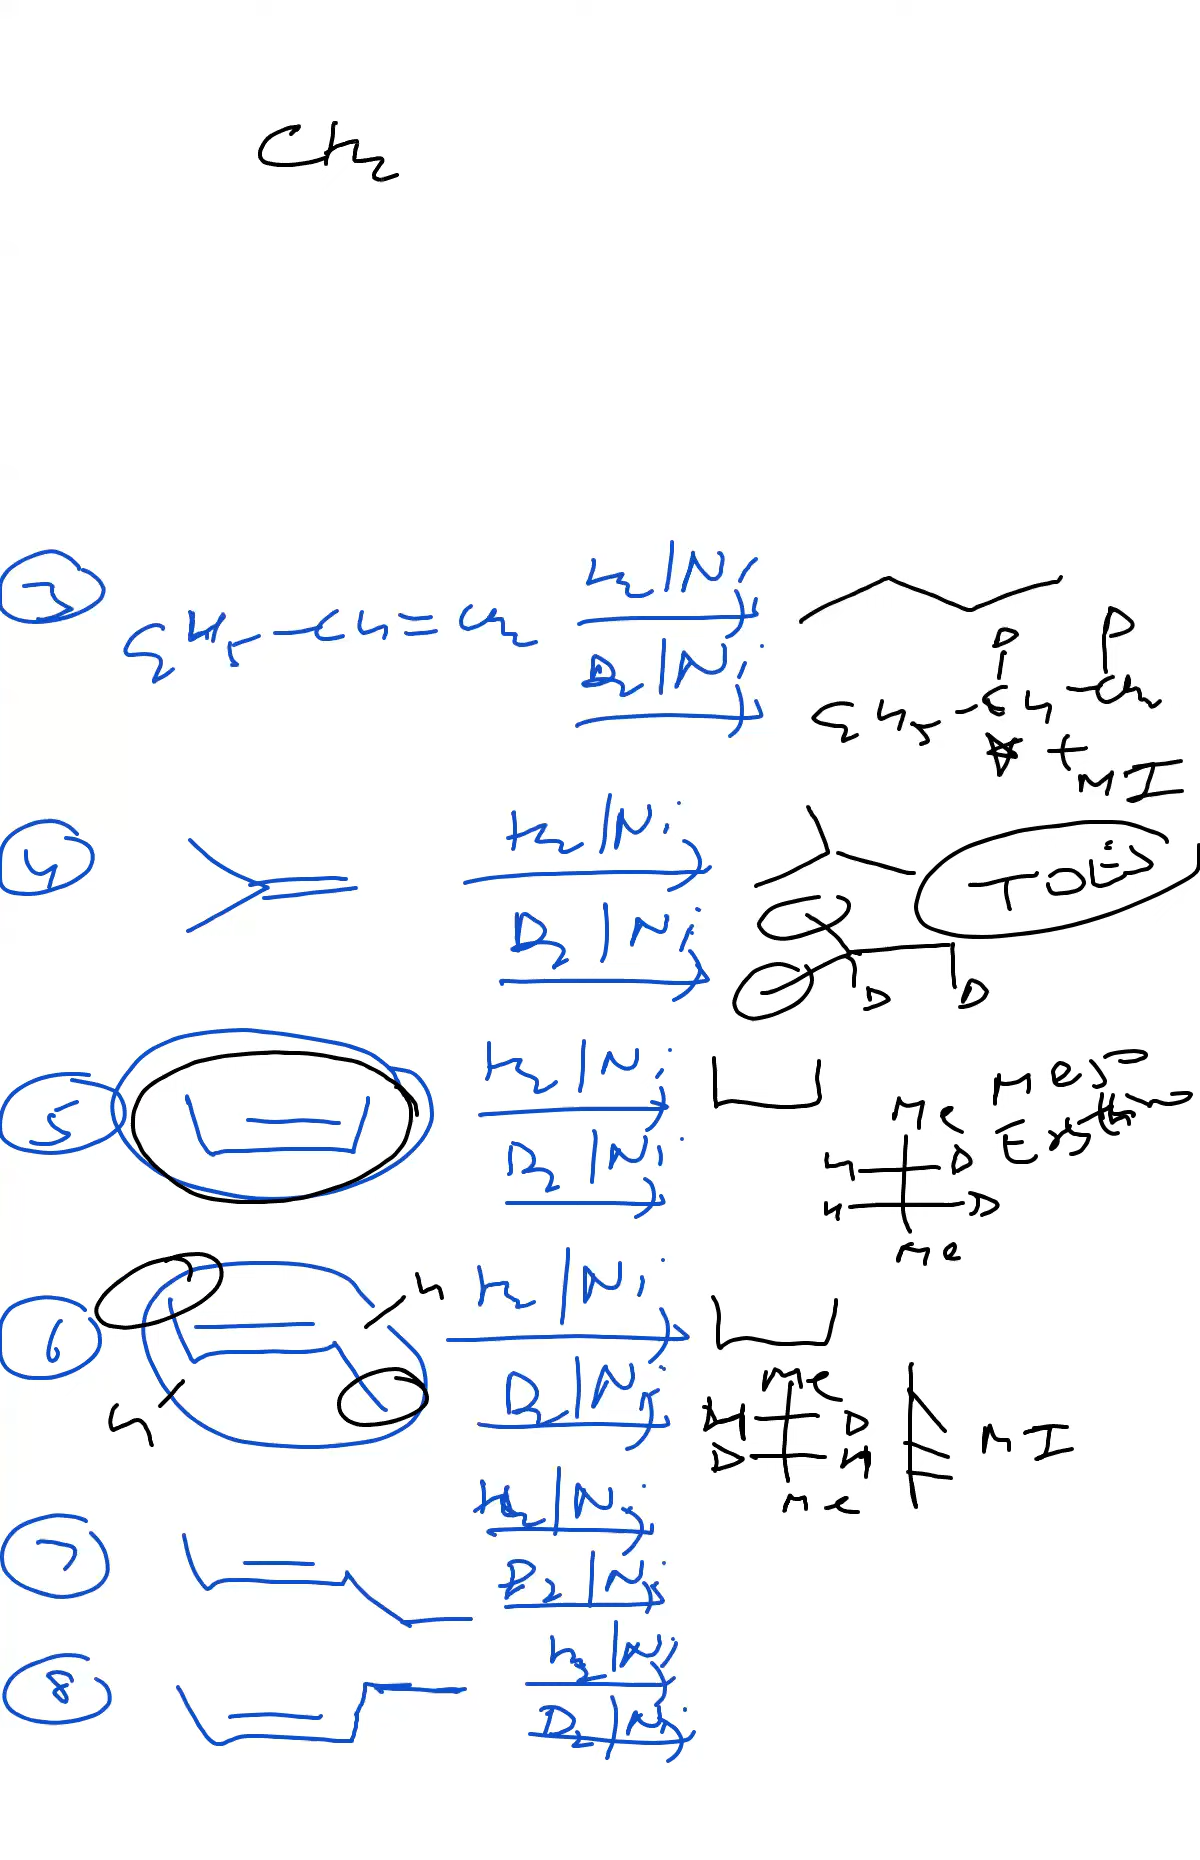 CH2
3 C2H5-CH=CH2 H2/Ni
D2/Ni
D D
C2H5-CH-CH2
+
MI
4 H2/Ni
D2/Ni TOES
D D
5 H2/Ni
D2/Ni Meso
Erythro
Me
H D
H D
Me
6 H H2/Ni
H D2/Ni
Me
H D
D H MI
Me
7 H2/Ni
D2/Ni
8 H2/Ni
D2/Ni